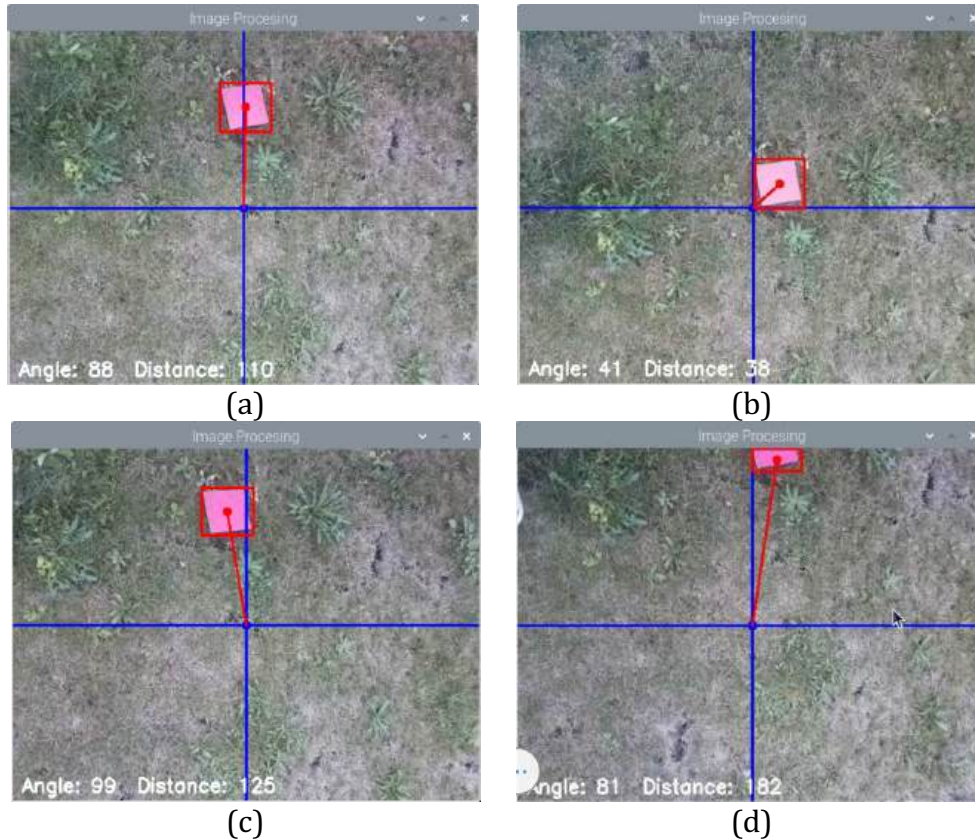 Image Procesing
Image Procesing
Angle: 88 Distance: 110
Angle: 41 Distance: 38
(a)
(b)
Image Procesing
Image Procesing
Angle: 99 Distance: 125
Angle: 81 Distance: 182
(c)
(d)